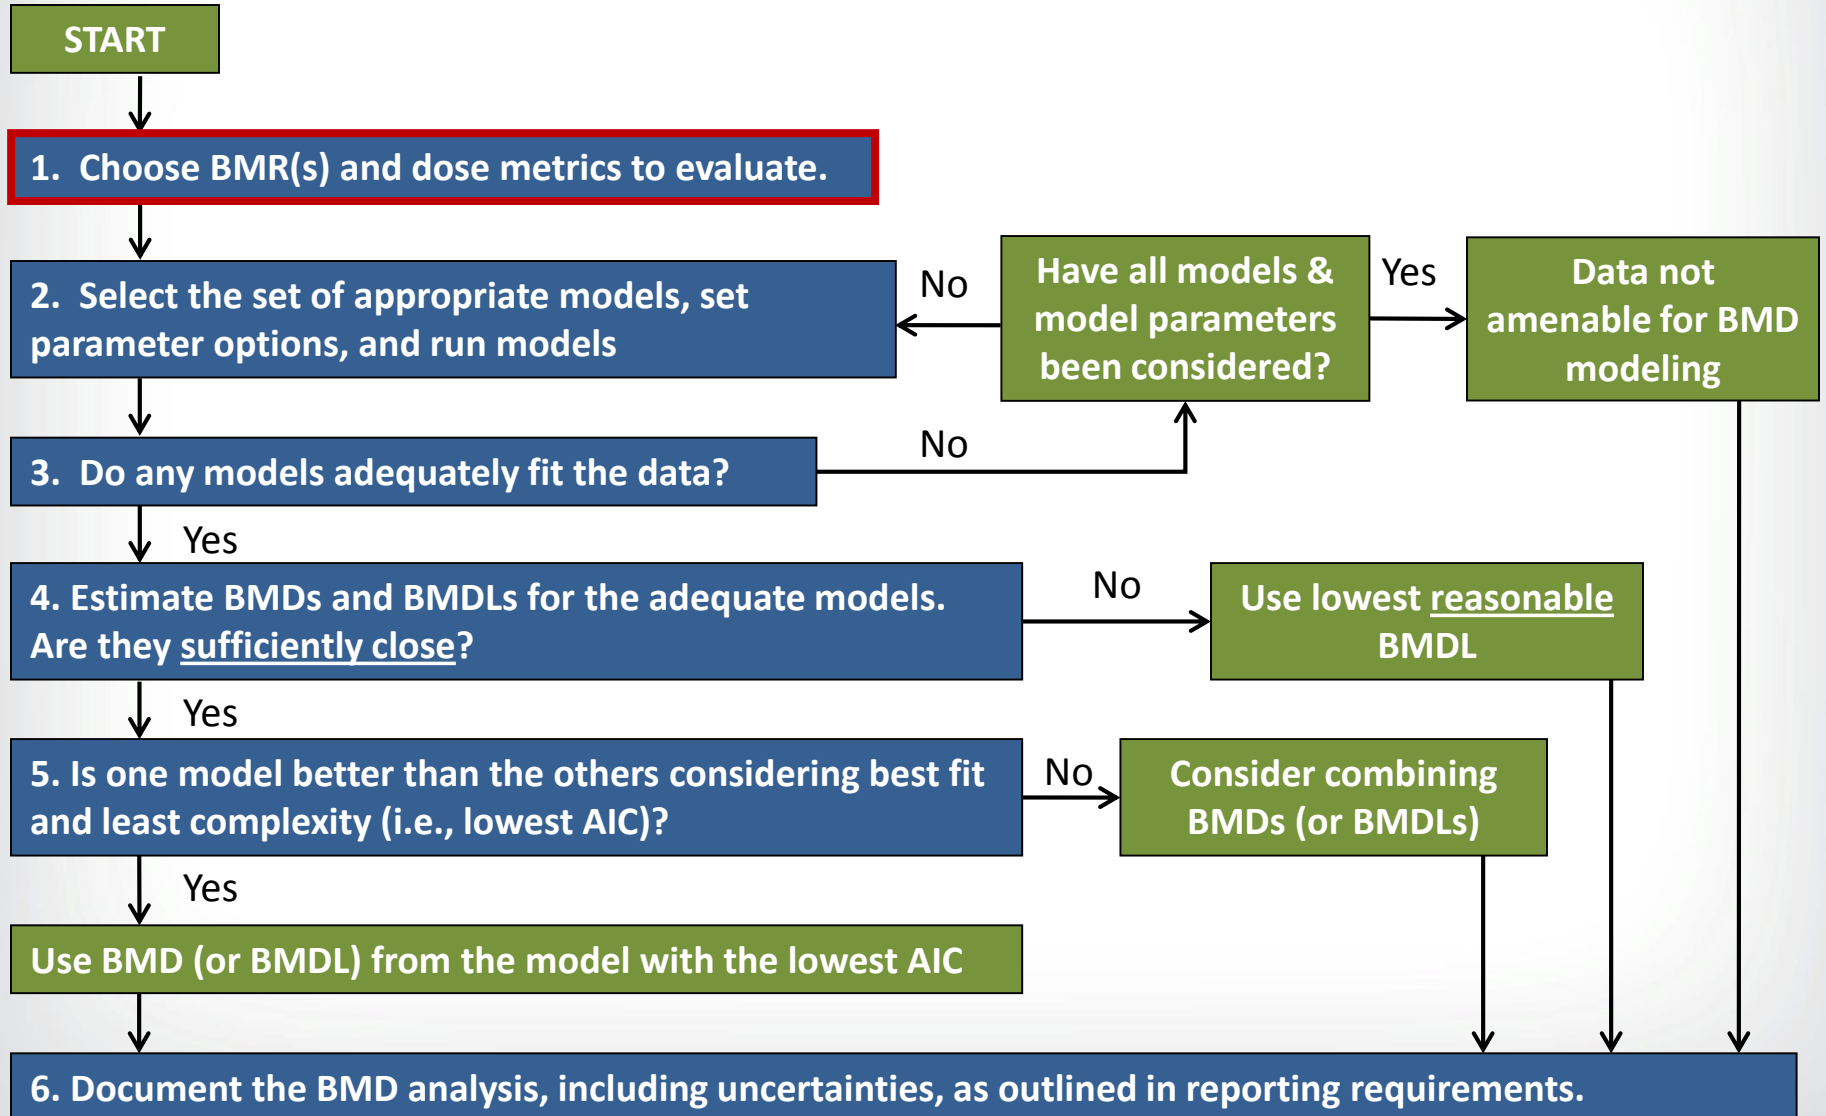 START
1. Choose BMR(s) and dose metrics to evaluate.
2. Select the set of appropriate models, set
parameter options, and run models
No
Have all models &
model parameters
been considered?
Yes
Data not
amenable for BMD
modeling
3. Do any models adequately fit the data?
No
Yes
4. Estimate BMDs and BMDLs for the adequate models.
Are they sufficiently close?
No
Use lowest reasonable
BMDL
Yes
5. Is one model better than the others considering best fit
and least complexity (i.e., lowest AIC)?
No
Consider combining
BMDs (or BMDLs)
Yes
Use BMD (or BMDL) from the model with the lowest AIC
6. Document the BMD analysis, including uncertainties, as outlined in reporting requirements.